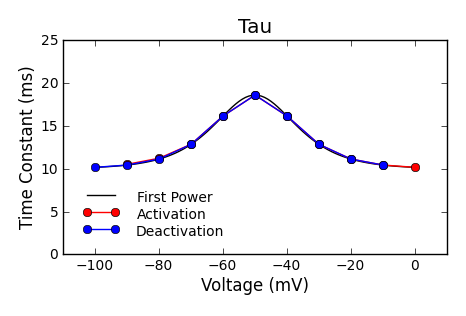 Tau
Time Constant (ms)
25
20
15
10
5
0
First Power
Activation
Deactivation
−100
−80
−60
−40
−20
0
Voltage (mV)